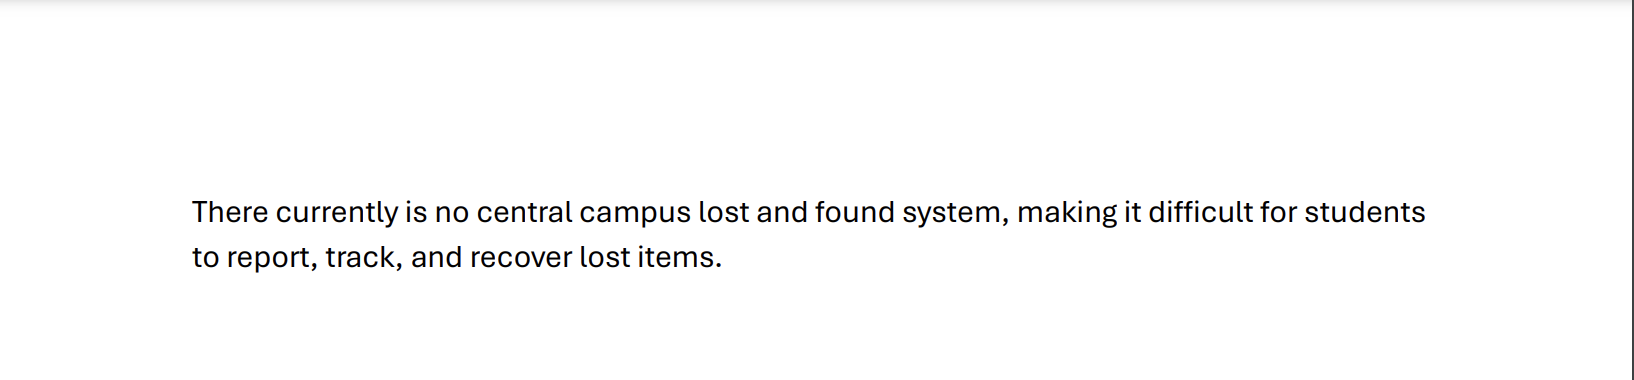 There currently is no central campus lost and found system, making it difficult for students
to report, track, and recover lost items.